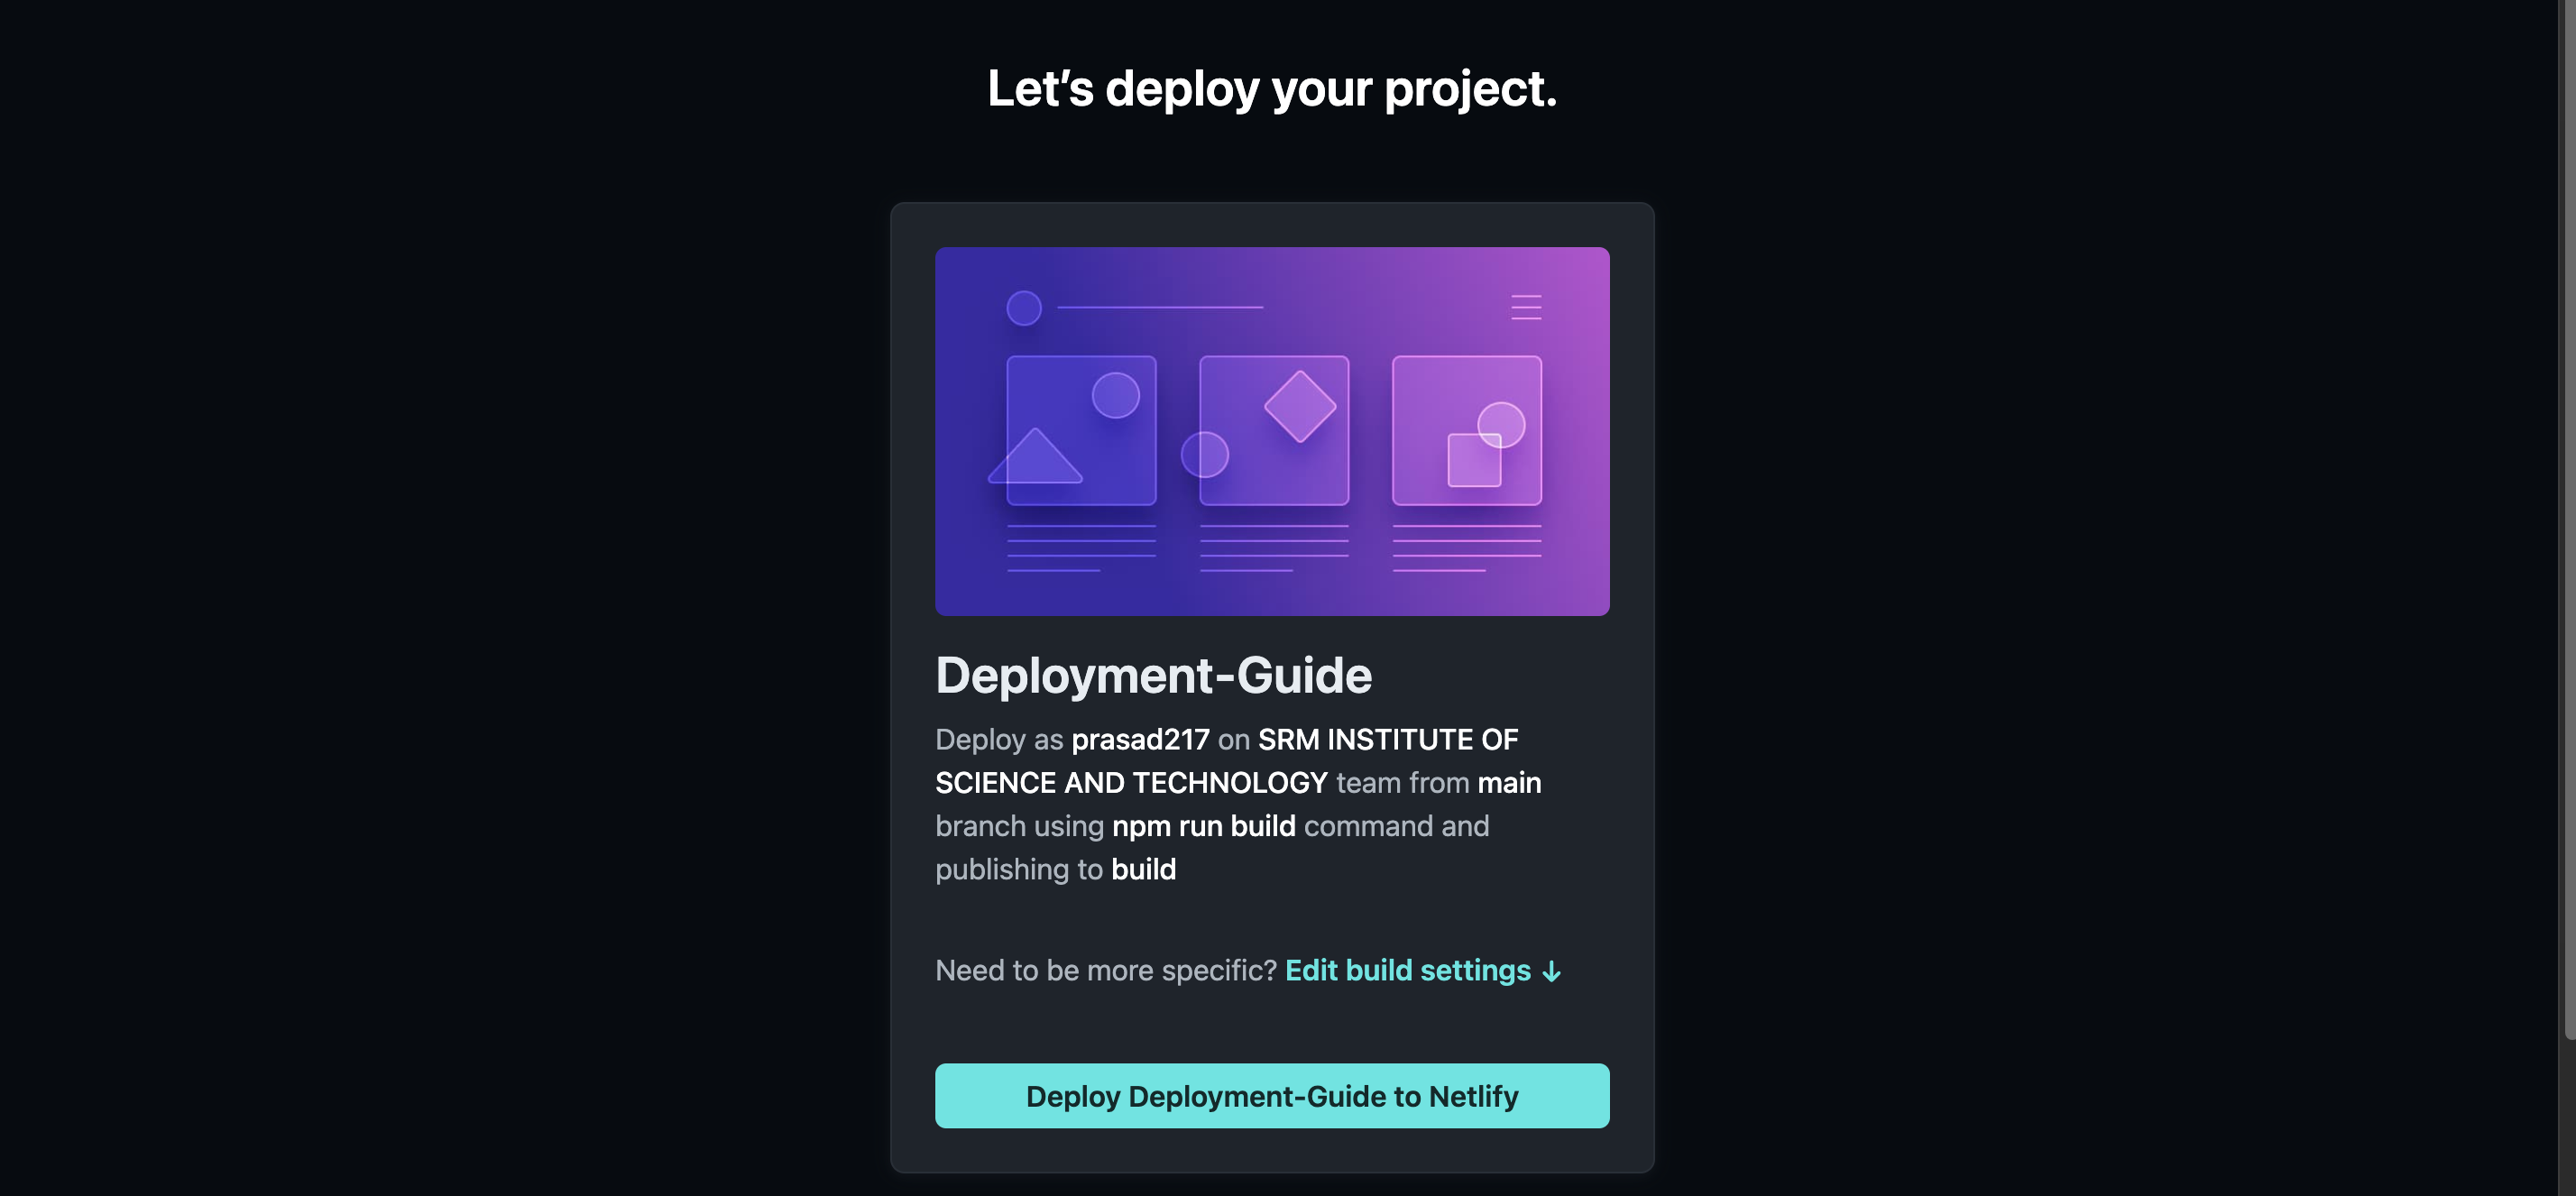 Let’s deploy your project.
Deployment-Guide
Deploy as prasad217 on SRM INSTITUTE OF
SCIENCE AND TECHNOLOGY team from main
branch using npm run build command and
publishing to build
Need to be more specific? Edit build settings ↓
Deploy Deployment-Guide to Netlify